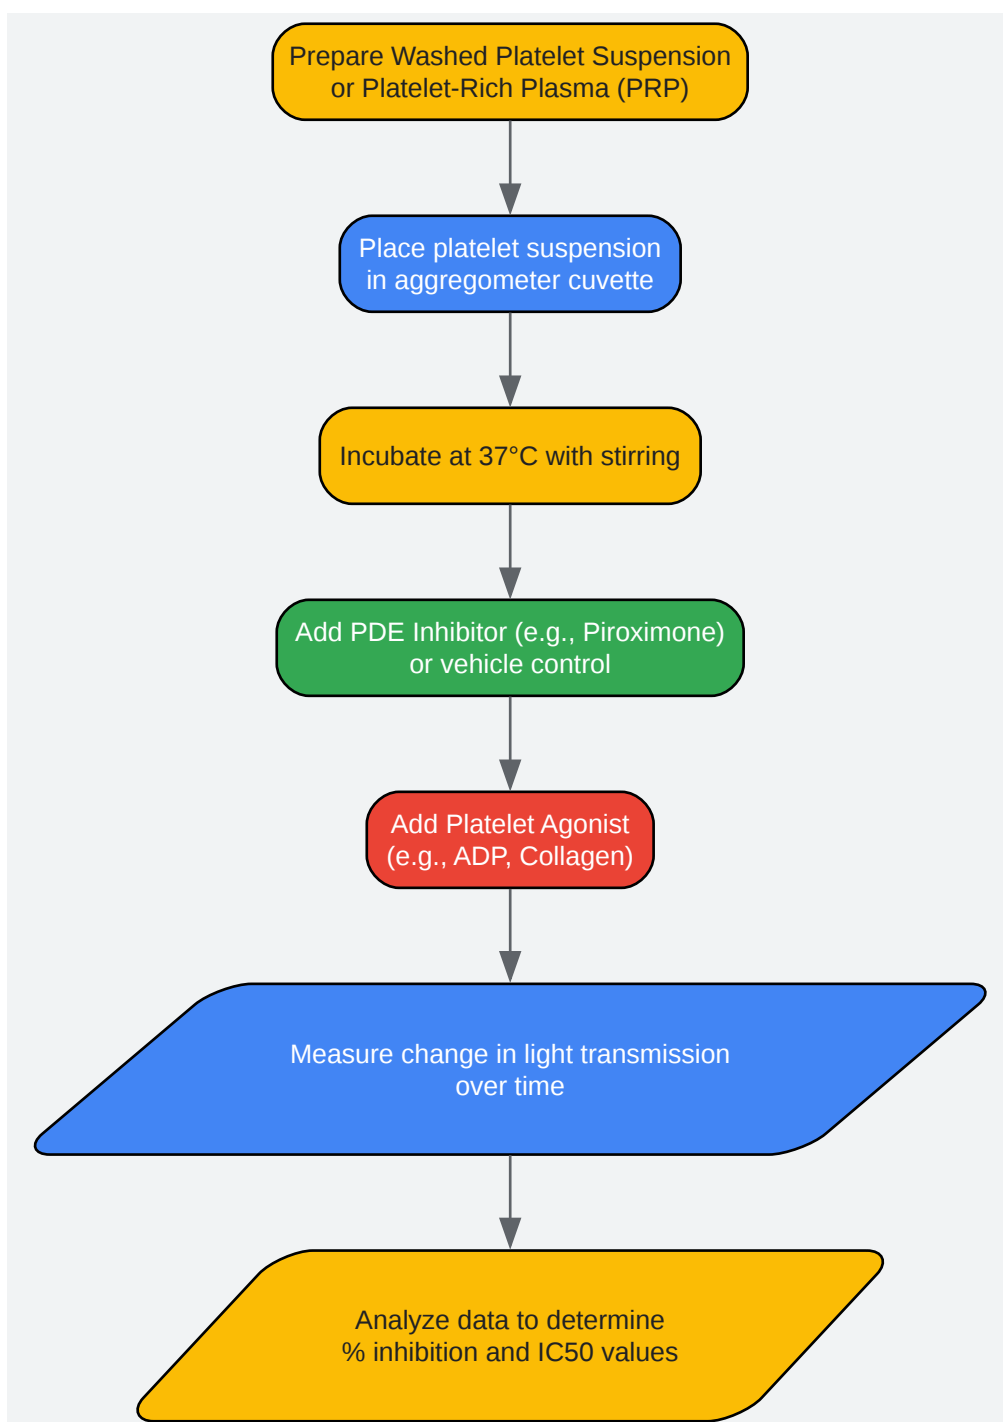 Prepare Washed Platelet Suspension
or Platelet-Rich Plasma (PRP)
Place platelet suspension
in aggregometer cuvette
Incubate at 37°C with stirring
Add PDE Inhibitor (e.g., Piroximone)
or vehicle control
Add Platelet Agonist
(e.g., ADP, Collagen)
Measure change in light transmission
over time
Analyze data to determine
% inhibition and IC50 values